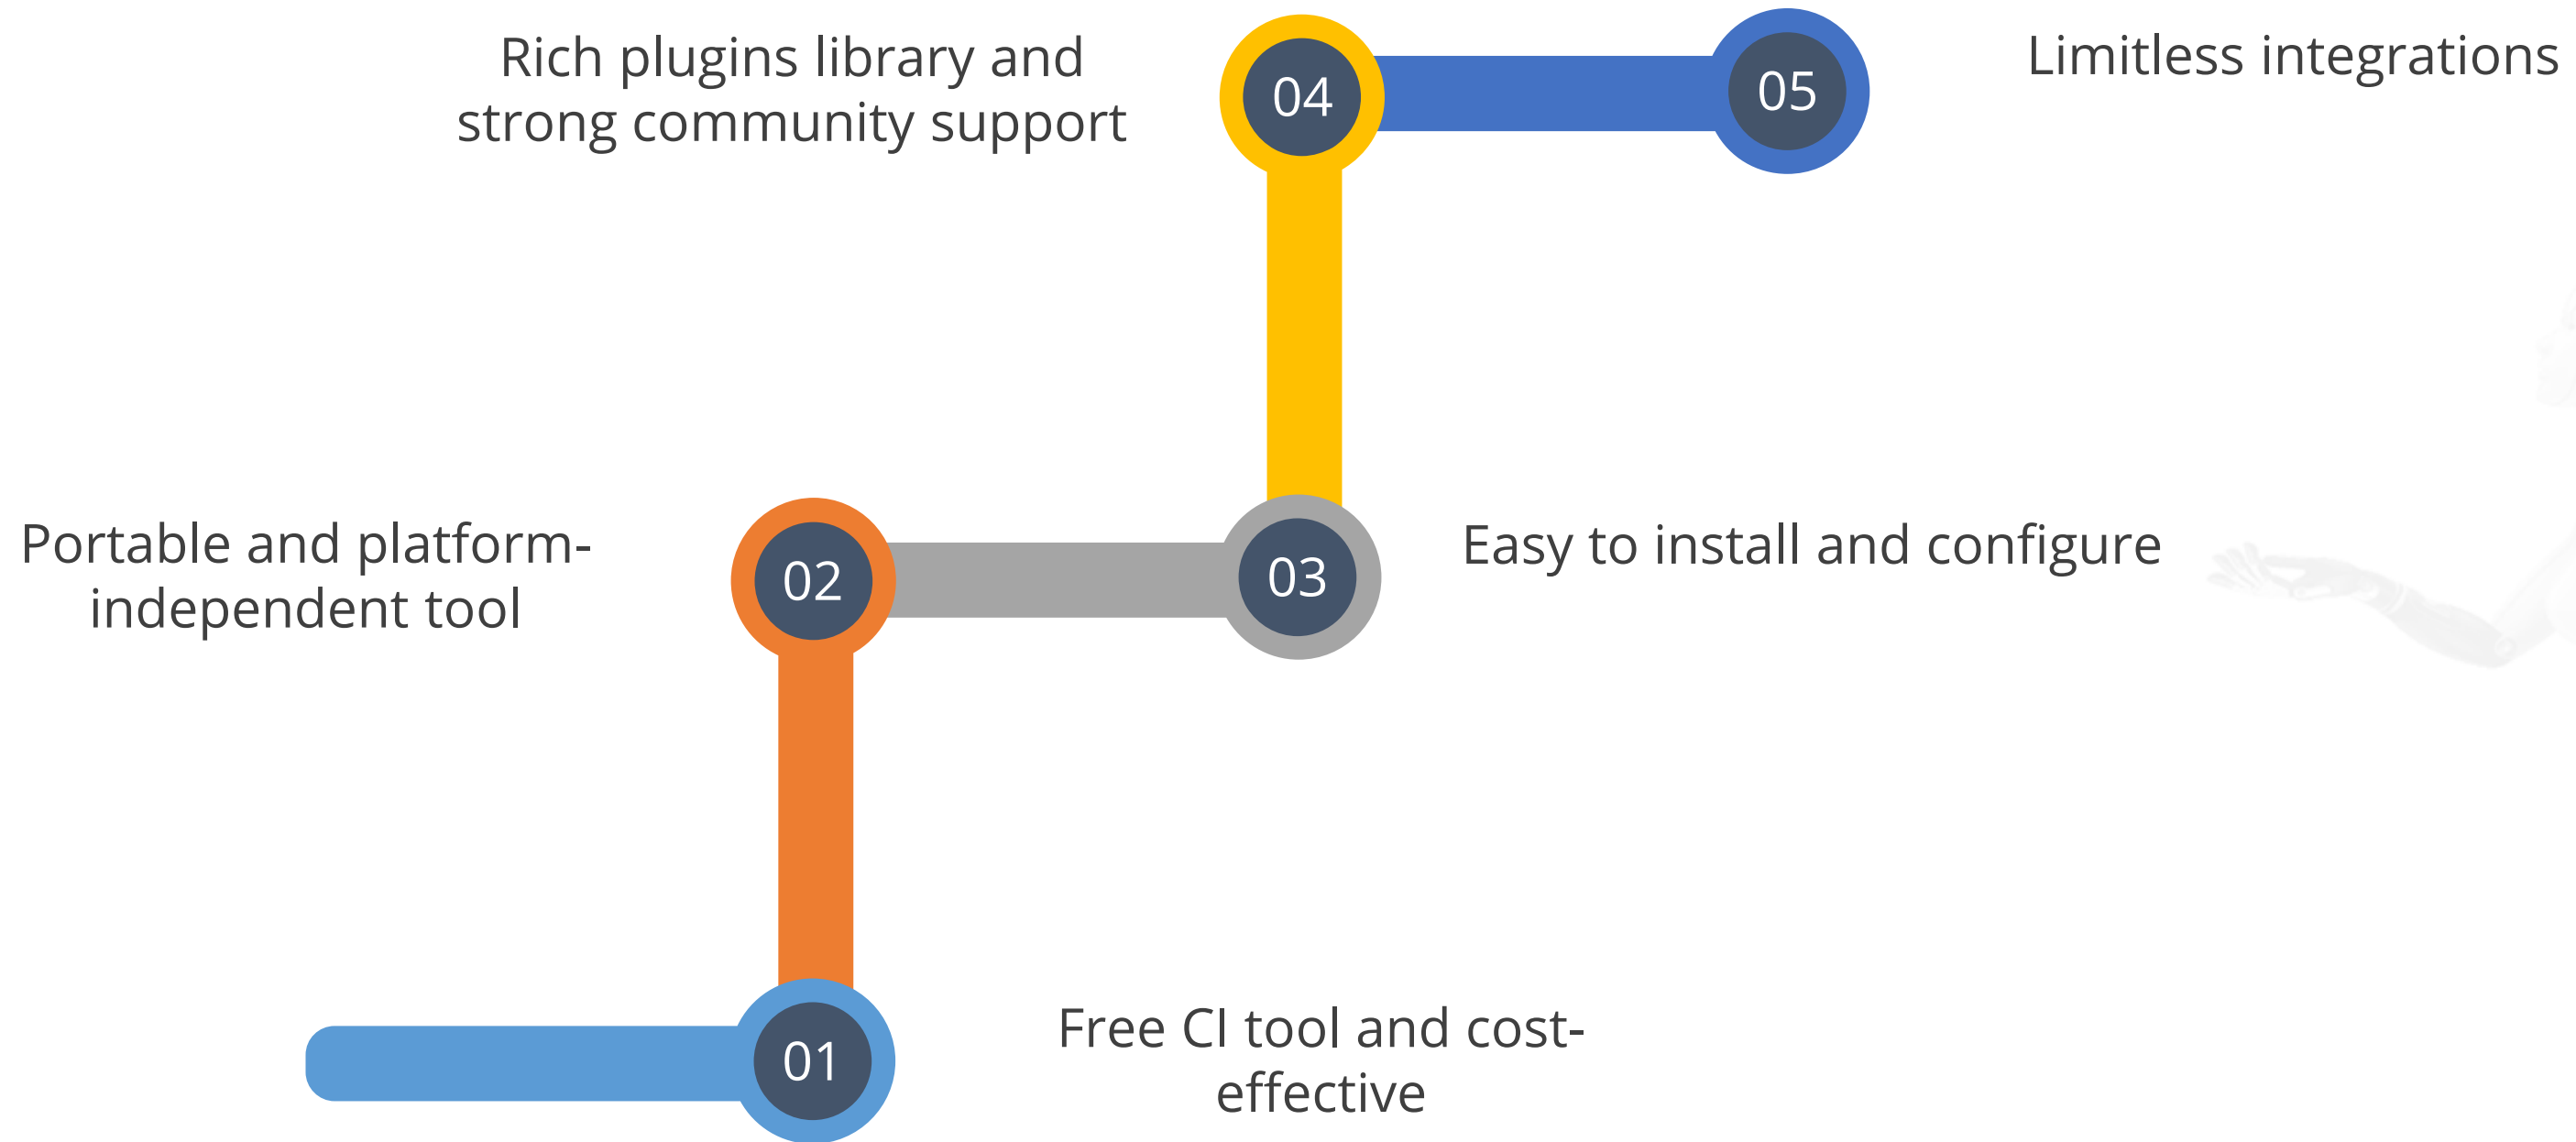 Rich plugins library and
strong community support
04
05
Limitless integrations
Portable and platform-
independent tool
02
03
Easy to install and configure
01
Free CI tool and cost-
effective